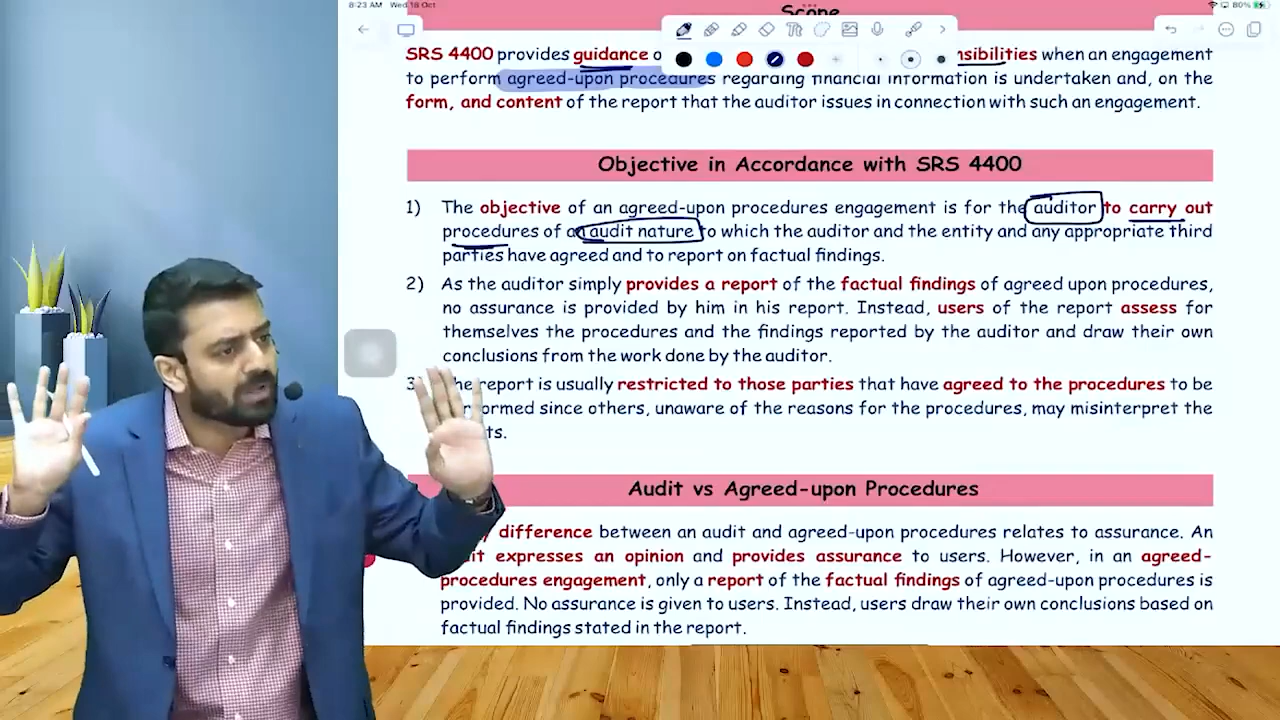 8:23 AM Wed 18 Oct
80%
Scope
SRS 4400 provides guidance nsibilities when an engagement
to perform agreed-upon procedures regarding financial information is undertaken and, on the
form, and content of the report that the auditor issues in connection with such an engagement.
Objective in Accordance with SRS 4400
1) The objective of an agreed-upon procedures engagement is for the auditor to carry out
procedures of a audit nature to which the auditor and the entity and any appropriate third
parties have agreed and to report on factual findings.
2) As the auditor simply provides a report of the factual findings of agreed upon procedures,
no assurance is provided by him in his report. Instead, users of the report assess for
themselves the procedures and the findings reported by the auditor and draw their own
conclusions from the work done by the auditor.
3) he report is usually restricted to those parties that have agreed to the procedures to be
ormed since others, unaware of the reasons for the procedures, may misinterpret the
ts.
Audit vs Agreed-upon Procedures
difference between an audit and agreed-upon procedures relates to assurance. An
expresses an opinion and provides assurance to users. However, in an agreed-
procedures engagement, only a report of the factual findings of agreed-upon procedures is
provided. No assurance is given to users. Instead, users draw their own conclusions based on
factual findings stated in the report.